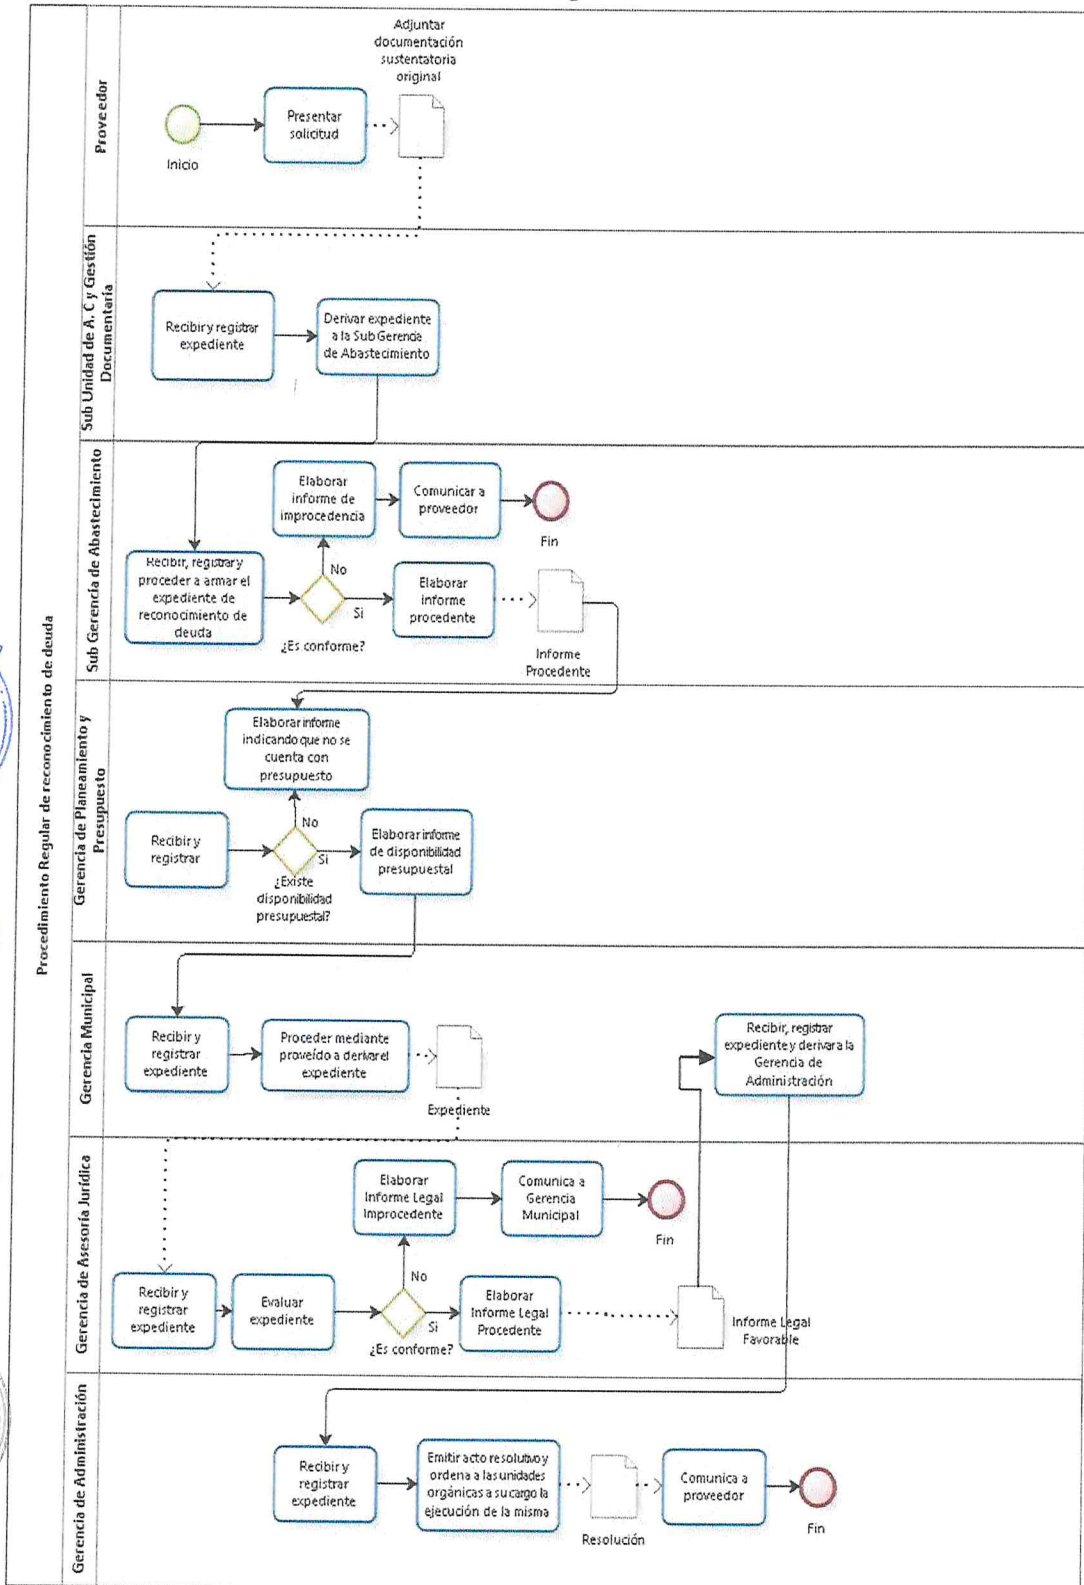 Procedimiento Regular de reconocimiento de deuda
Proveedor
Inicio
Presentar
solicitud
Adjuntar
documentación
sustentatoria
original
Sub Unidad de A. C y Gestión
Documentaría
Recibir y registrar
expediente
Derivar expediente
a la Sub Gerencia
de Abastecimiento
Sub Gerencia de Abastecimiento
Recibir, registrar y
proceder a armar el
expediente de
reconocimiento de
deuda
¿Es conforme?
No
Si
Elaborar
informe de
improcedencia
Comunicar a
proveedor
Fin
Elaborar
informe
procedente
Informe
Procedente
Gerencia de Planeamiento y
Presupuesto
Elaborar informe
indicando que no se
cuenta con
presupuesto
Recibir y
registrar
No
Si
¿Existe
disponibilidad
presupuestal?
Elaborar informe
de disponibilidad
presupuestal
Gerencia Municipal
Recibir y
registrar
expediente
Proceder mediante
proveído a derivar el
expediente
Expediente
Recibir, registrar
expediente y derivar a la
Gerencia de
Administración
Gerencia de Asesoría Jurídica
Recibir y
registrar
expediente
Evaluar
expediente
¿Es conforme?
No
Si
Elaborar
Informe Legal
Improcedente
Comunica a
Gerencia
Municipal
Fin
Elaborar
Informe Legal
Procedente
Informe Legal
Favorable
Gerencia de Administración
Recibir y
registrar
expediente
Emitir acto resolutivo y
ordena a las unidades
orgánicas a su cargo la
ejecución de la misma
Resolución
Comunica a
proveedor
Fin